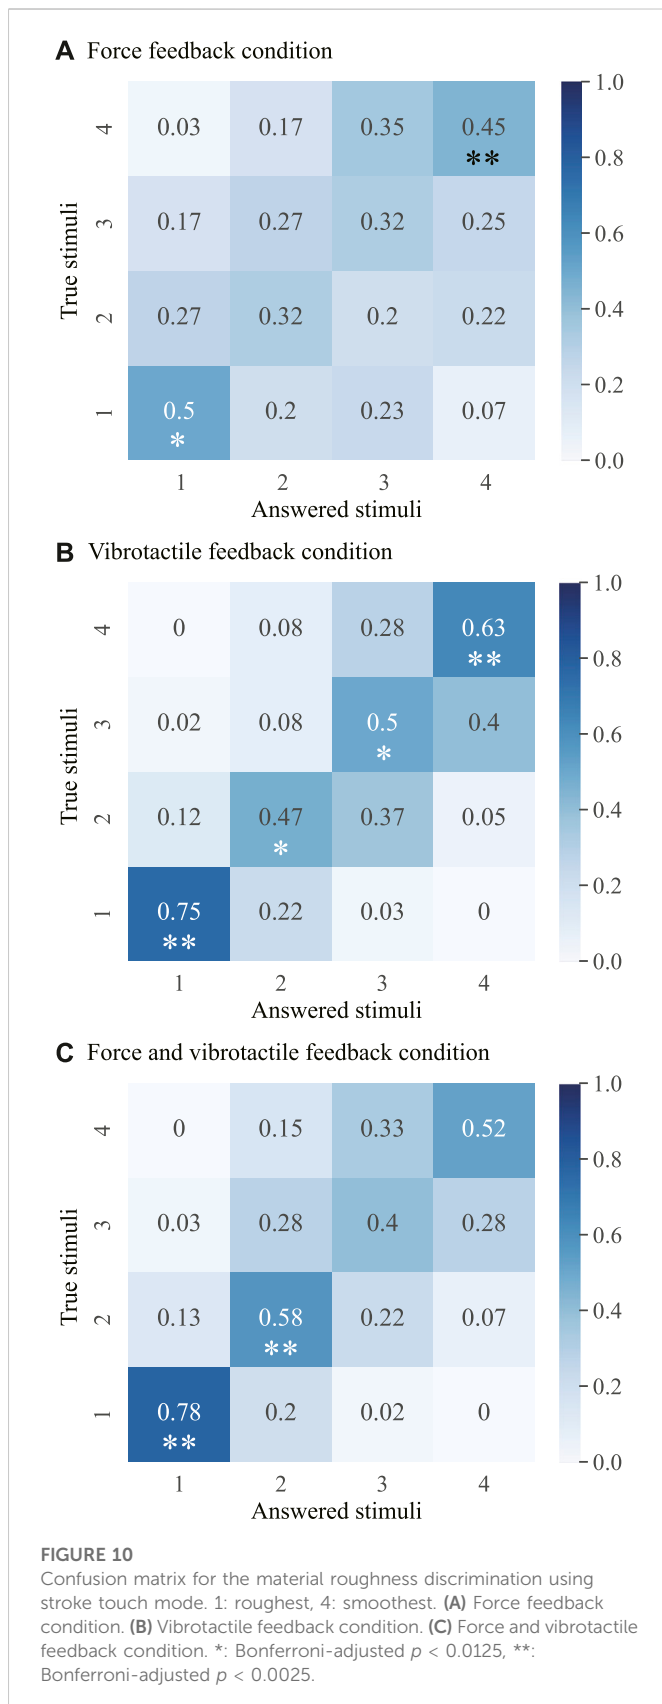 A Force feedback condition
1.0
4 0.03 0.17 0.35 0.45
**
0.8
3 0.17 0.27 0.32 0.25
0.6
True stimuli
0.4
2 0.27 0.32 0.2 0.22
0.2
1 0.5 0.2 0.23 0.07
*
0.0
1 2 3 4
Answered stimuli
B Vibrotactile feedback condition
1.0
4 0 0.08 0.28 0.63
**
0.8
3 0.02 0.08 0.5 0.4
*
0.6
True stimuli
0.4
2 0.12 0.47 0.37 0.05
*
0.2
1 0.75 0.22 0.03 0
**
0.0
1 2 3 4
Answered stimuli
C Force and vibrotactile feedback condition
1.0
4 0 0.15 0.33 0.52
0.8
3 0.03 0.28 0.4 0.28
0.6
True stimuli
0.4
2 0.13 0.58 0.22 0.07
**
0.2
1 0.78 0.2 0.02 0
**
0.0
1 2 3 4
Answered stimuli
FIGURE 10
Confusion matrix for the material roughness discrimination using
stroke touch mode. 1: roughest, 4: smoothest. (A) Force feedback
condition. (B) Vibrotactile feedback condition. (C) Force and vibrotactile
feedback condition. *: Bonferroni-adjusted p < 0.0125, **:
Bonferroni-adjusted p < 0.0025.